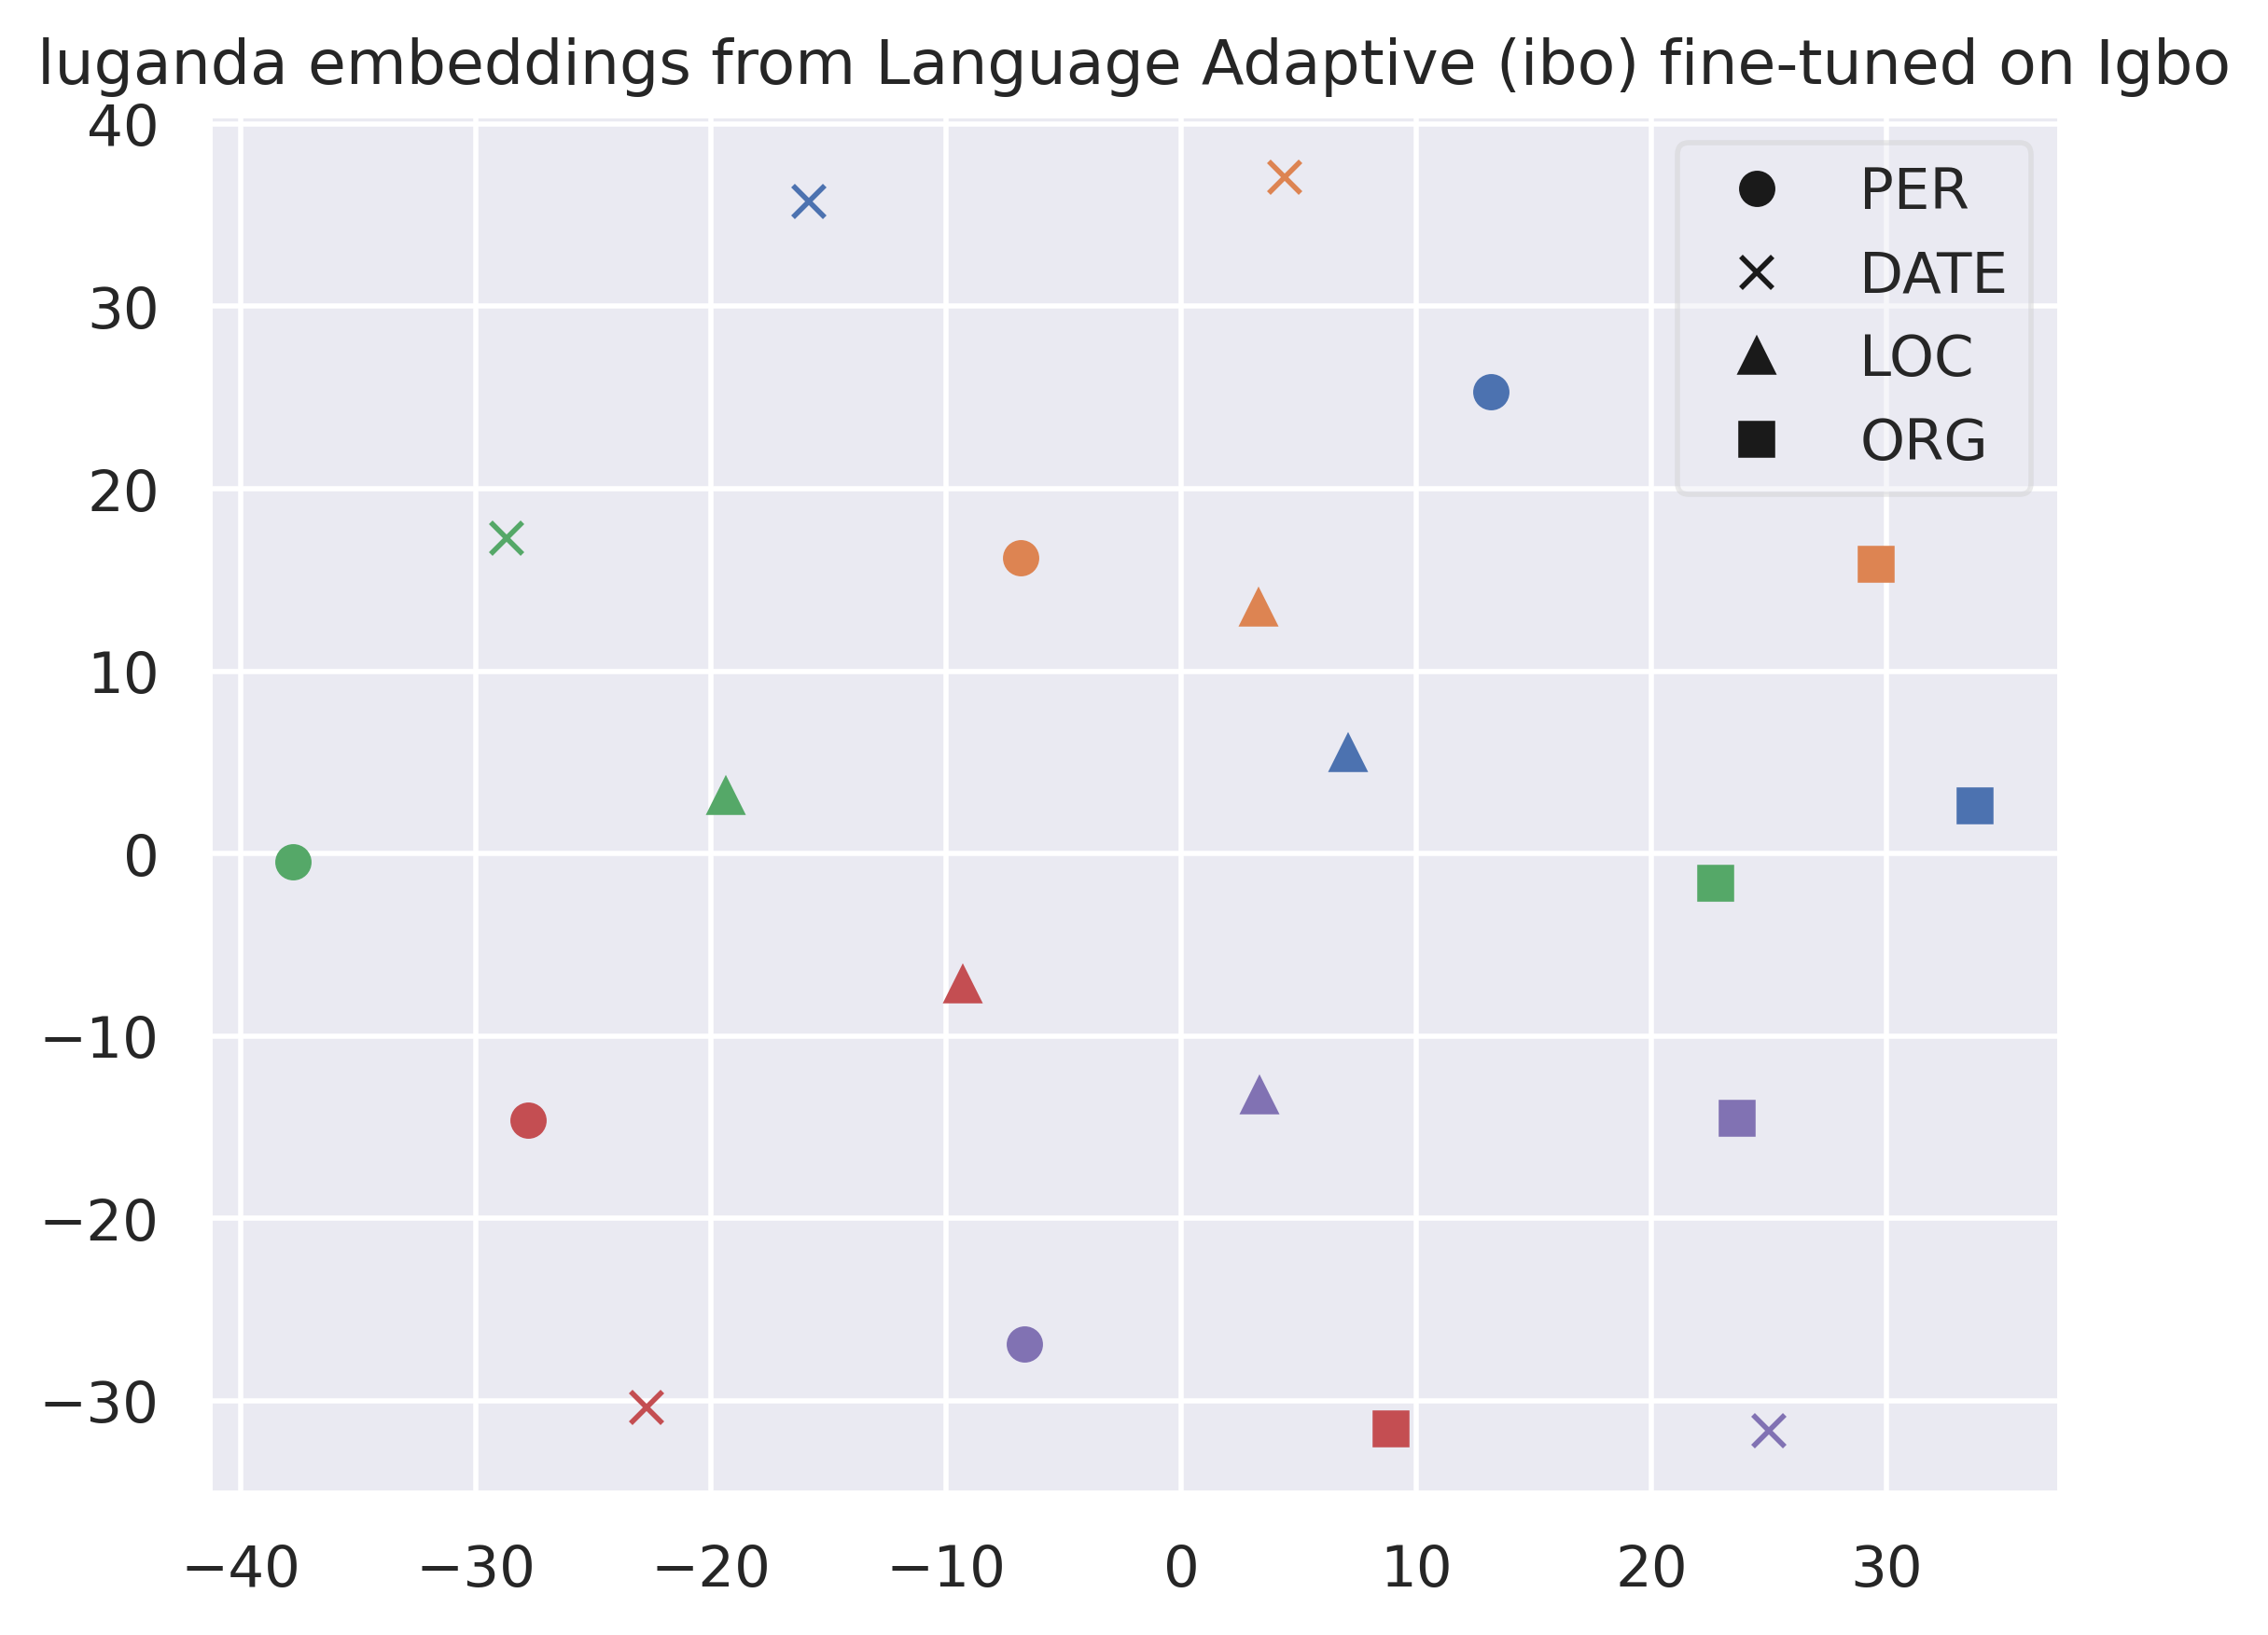 luganda embeddings from Language Adaptive (ibo) fine-tuned on Igbo
40
30
20
10
0
−10
−20
−30
PER
DATE
LOC
ORG
−40 −30 −20 −10 0 10 20 30